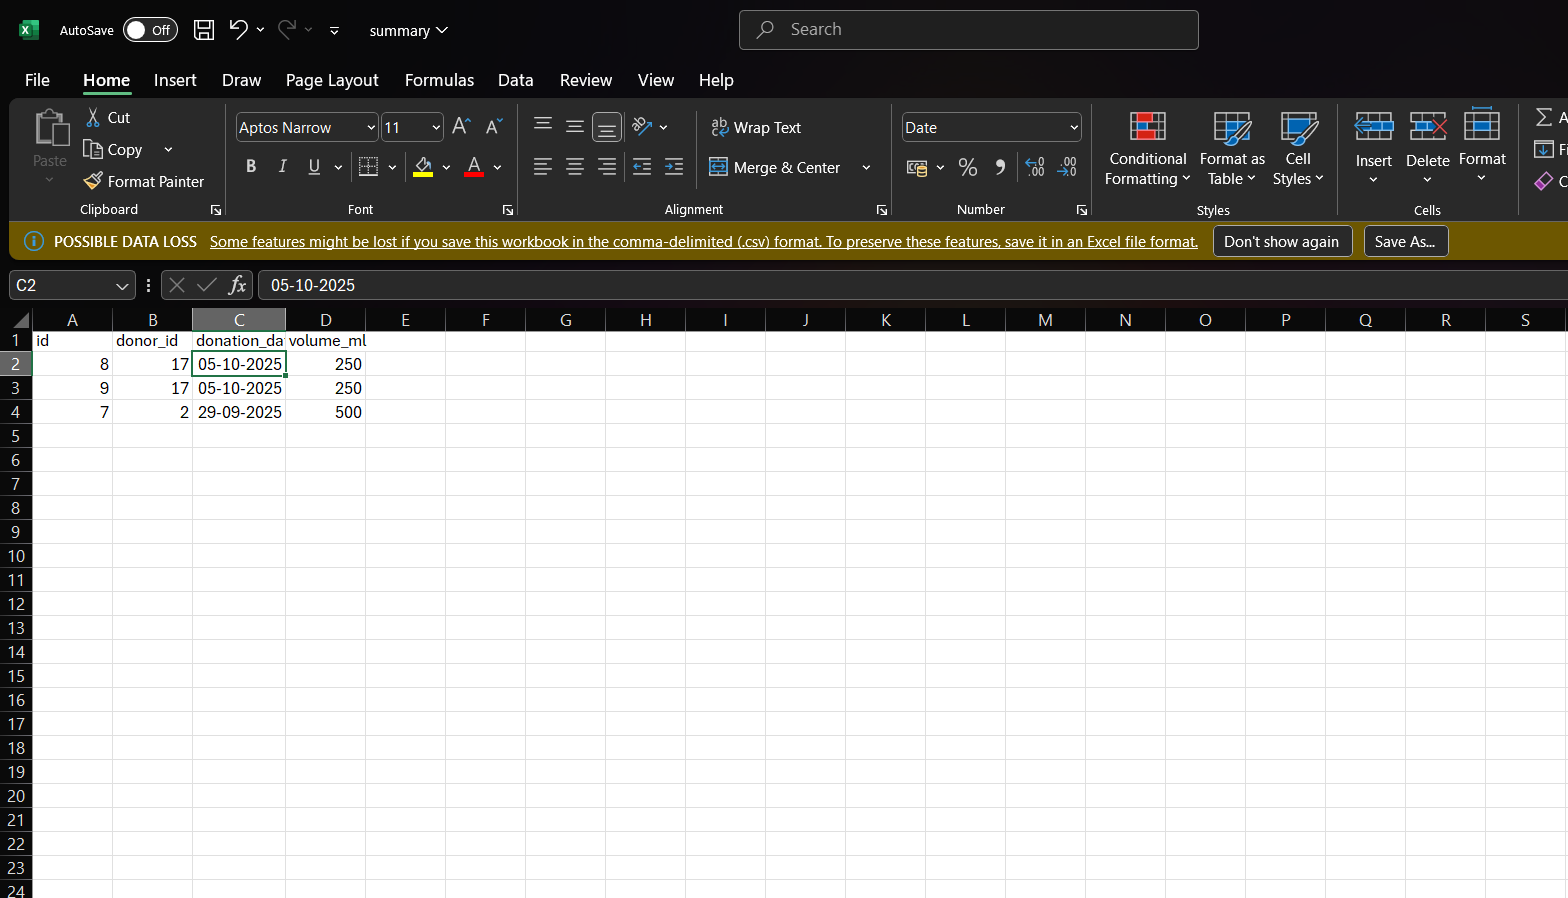 AutoSave Off summary Search
File Home Insert Draw Page Layout Formulas Data Review View Help
Paste
Cut
Copy
Format Painter
Clipboard
Aptos Narrow 11
B I U
Font
Wrap Text
Merge & Center
Alignment
Date
% , .00 .00
Number
Conditional Formatting
Format as Table
Cell Styles
Styles
Insert Delete Format
Cells
POSSIBLE DATA LOSS Some features might be lost if you save this workbook in the comma-delimited (.csv) format. To preserve these features, save it in an Excel file format. Don't show again Save As...
C2 fx 05-10-2025
A B C D E F G H I J K L M N O P Q R S
1 id donor_id donation_da volume_ml
2 8 17 05-10-2025 250
3 9 17 05-10-2025 250
4 7 2 29-09-2025 500
5
6
7
8
9
10
11
12
13
14
15
16
17
18
19
20
21
22
23
24